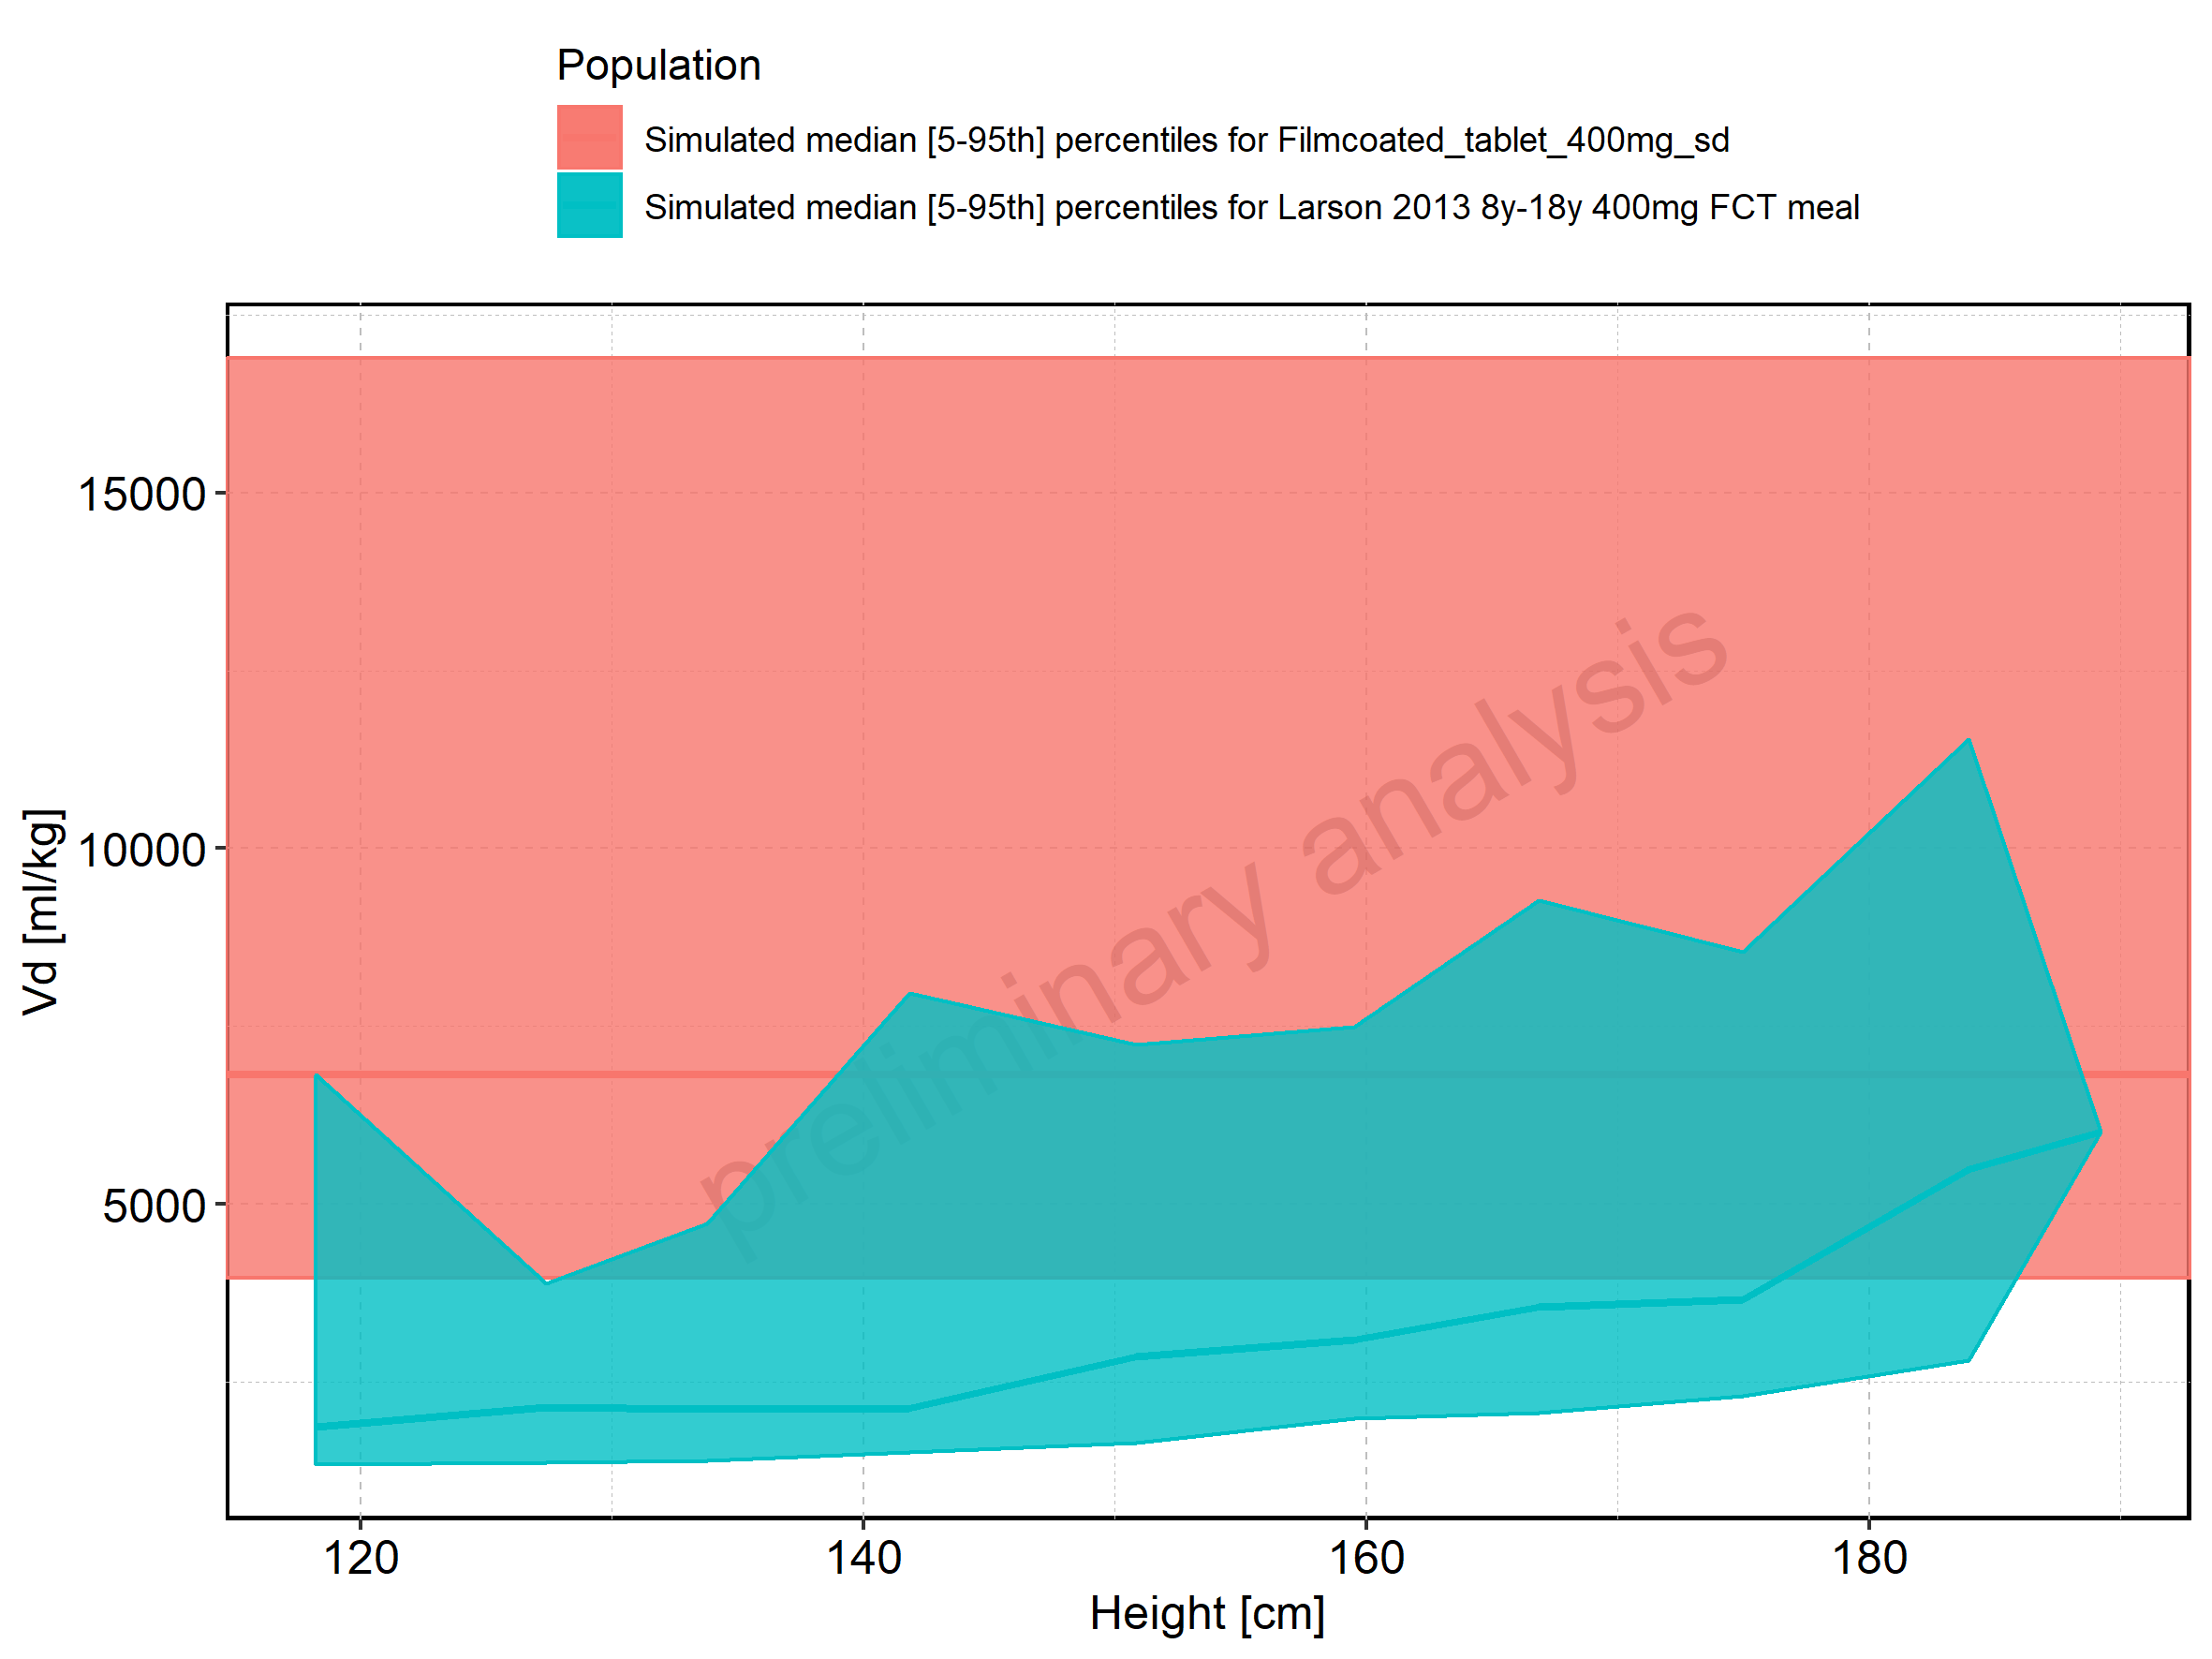 Population
Simulated median [5-95th] percentiles for Filmcoated_tablet_400mg_sd
Simulated median [5-95th] percentiles for Larson 2013 8y-18y 400mg FCT meal
15000
10000
5000
Vd [ml/kg]
preliminary analysis
120 140 160 180
Height [cm]